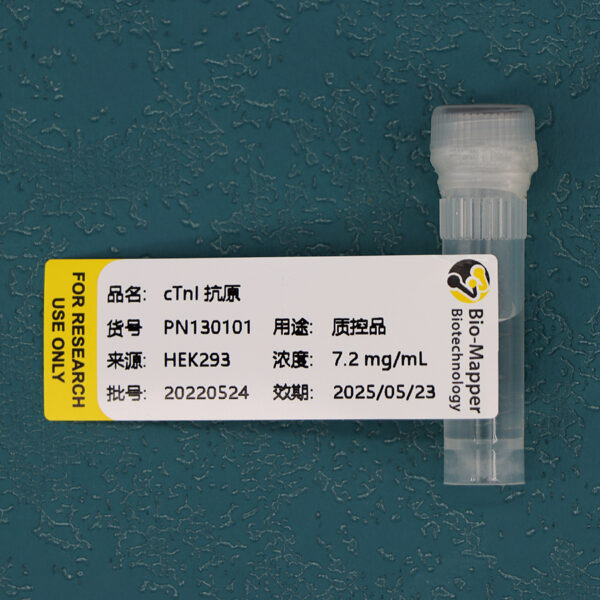 FOR RESEARCH
USE ONLY
品名: cTnI 抗原
货号 PN130101 用途: 质控品
来源: HEK293 浓度: 7.2 mg/mL
批号: 20220524 效期: 2025/05/23
Bio-Mapper
Biotechnology